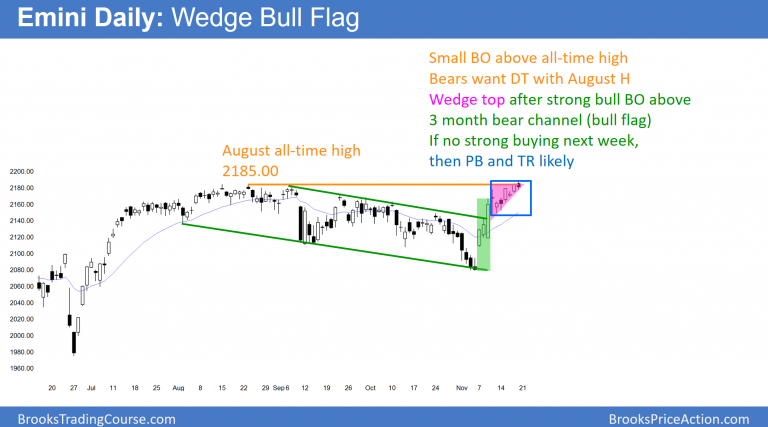 Emini Daily: Wedge Bull Flag
Small BO above all-time high
Bears want DT with August H
Wedge top after strong bull BO above
3 month bear channel (bull flag)
If no strong buying next week,
then PB and TR likely
August all-time high
2185.00
2200.00
2180.00
2160.00
2140.00
2120.00
2100.00
2080.00
2060.00
2040.00
2020.00
2000.00
1980.00
1960.00
20 27 Jul 11 18 25 Aug 8 15 22 29 Sep 6 12 19 26 Oct 10 17 24 Nov 7 14 21
BrooksTradingCourse.com BrooksPriceAction.com